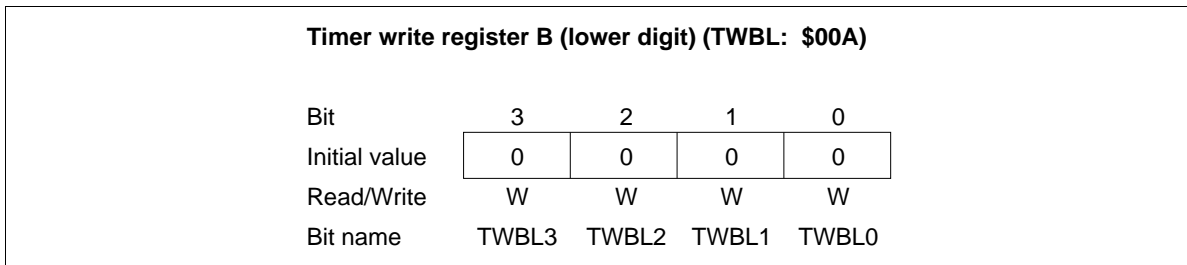 Timer write register B (lower digit) (TWBL: $00A)
Bit 3 2 1 0
Initial value 0 0 0 0
Read/Write W W W W
Bit name TWBL3 TWBL2 TWBL1 TWBL0